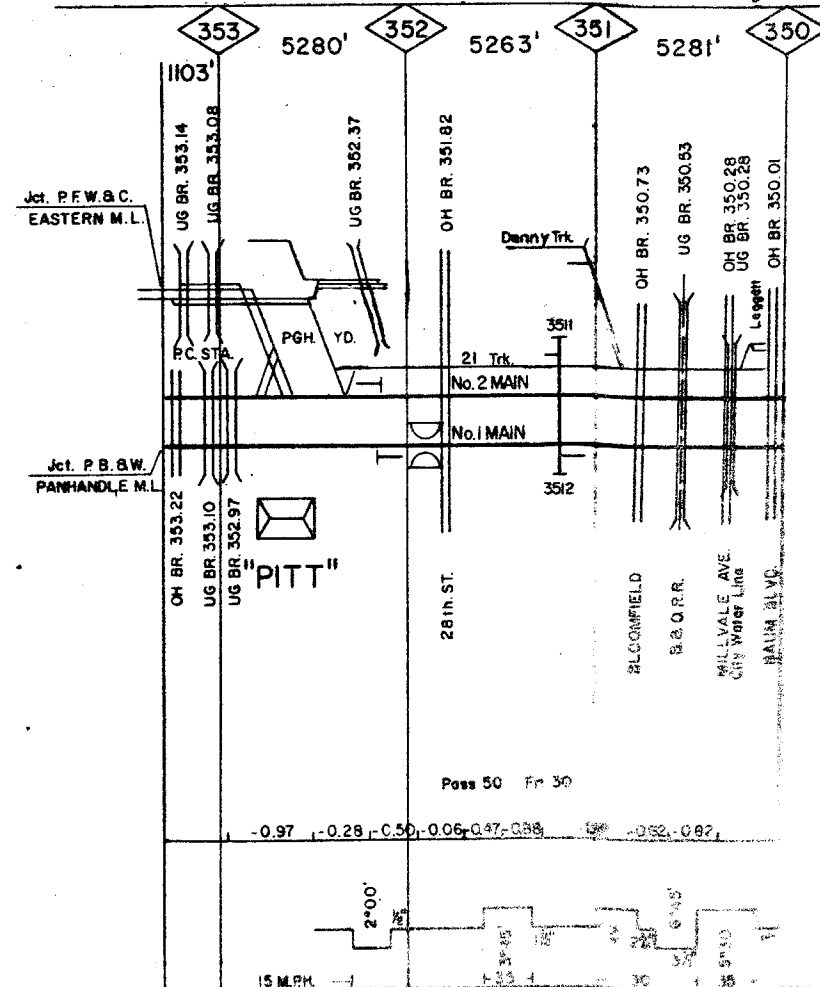 353
352
351
350
5280'
5263'
5281'
1103'
UG BR. 353.14
UG BR. 353.08
UG BR. 352.37
OH BR. 351.82
OH BR. 350.73
UG BR. 350.53
OH BR. 350.28
UG BR. 350.28
OH BR. 350.01
Jct. P.F.W.& C.
EASTERN M.L.
Denny Trk.
Leggett
3511
P.C. STA.
PGH. YD.
21 Trk.
No.2 MAIN
No.1 MAIN
Jct. P.B.&W.
PANHANDLE M.L.
3512
OH BR. 353.22
UG BR. 353.10
UG BR. 352.97
"PITT"
28th. ST.
BLOOMFIELD
B.&O.R.R.
MILLVALE AVE.
City Water Line
BAUM BLVD.
Pass 50 Frt 30
-0.97 -0.28 -0.50 -0.06 -0.47 -0.88 -0.92 -0.82
2°00'
6°45'
15 M.P.H.
30